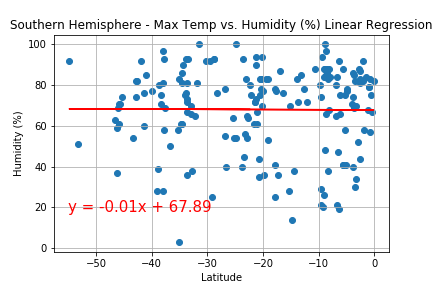 Southern Hemisphere - Max Temp vs. Humidity (%) Linear Regression
100
80
60
40
20
0
Humidity (%)
y = -0.01x + 67.89
−50 −40 −30 −20 −10 0
Latitude